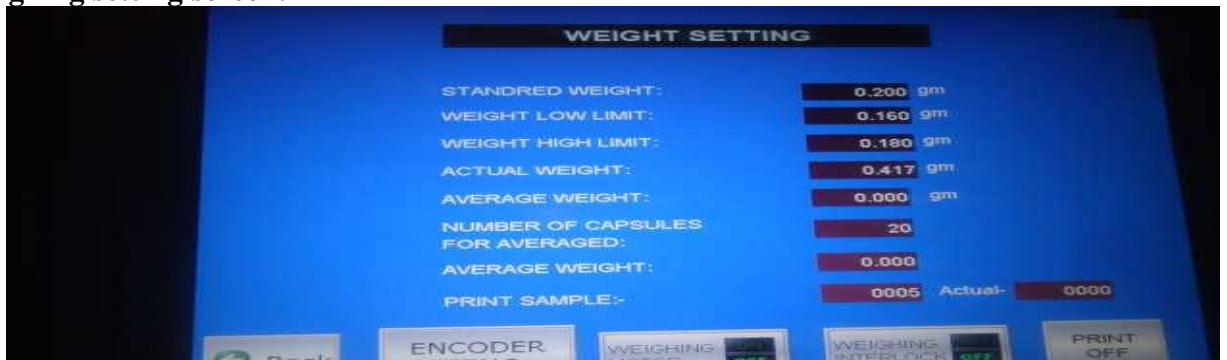 WEIGHT SETTING
STANDRED WEIGHT: 0.200 gm
WEIGHT LOW LIMIT: 0.160 gm
WEIGHT HIGH LIMIT: 0.180 gm
ACTUAL WEIGHT: 0.417 gm
AVERAGE WEIGHT: 0.000 gm
NUMBER OF CAPSULES 20
FOR AVERAGED:
AVERAGE WEIGHT: 0.000
PRINT SAMPLE:- 0005 Actual- 0000
Back ENCODER WEIGHING WEIGHING PRINT
INTERLOCK OFF OFF